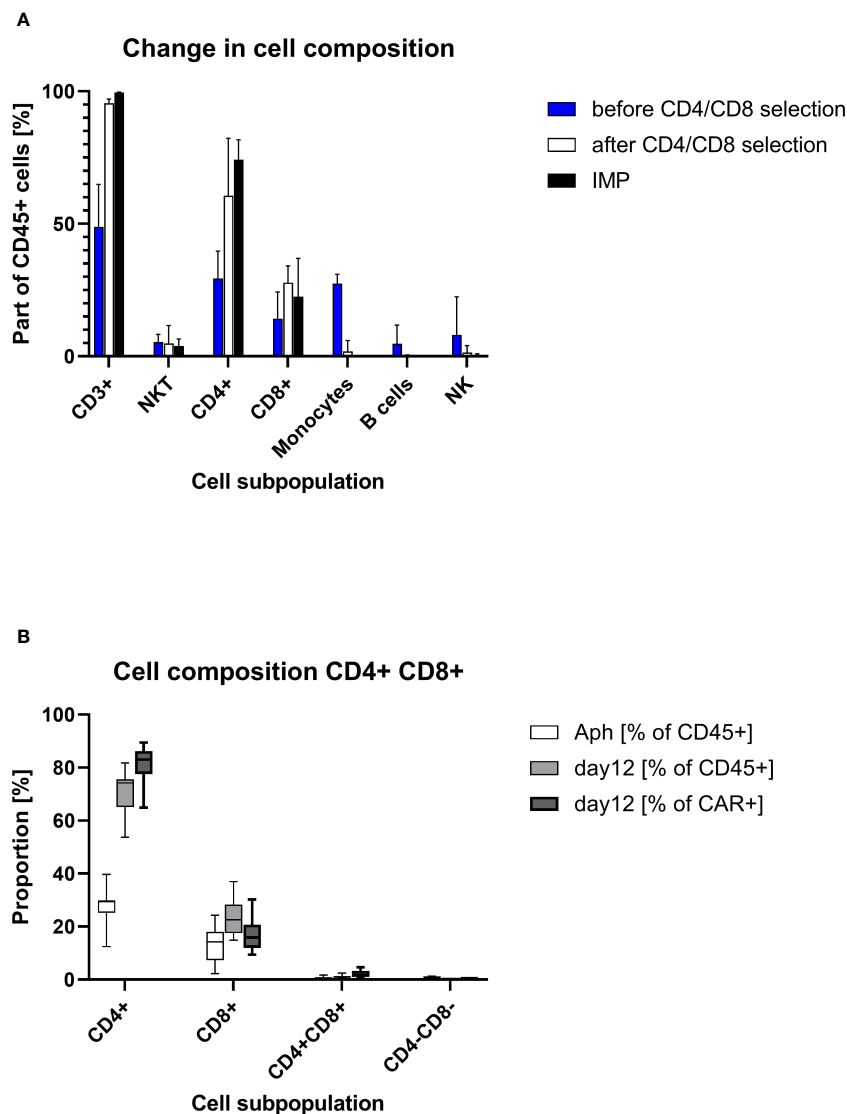 A
Change in cell composition
100
50
0
Part of CD45+ cells [%]
CD3+
NKT
CD4+
CD8+
Monocytes
B cells
NK
Cell subpopulation
before CD4/CD8 selection
after CD4/CD8 selection
IMP
B
Cell composition CD4+ CD8+
100
80
60
40
20
0
Proportion [%]
CD4+
CD8+
CD4+CD8+
CD4-CD8-
Cell subpopulation
Aph [% of CD45+]
day12 [% of CD45+]
day12 [% of CAR+]